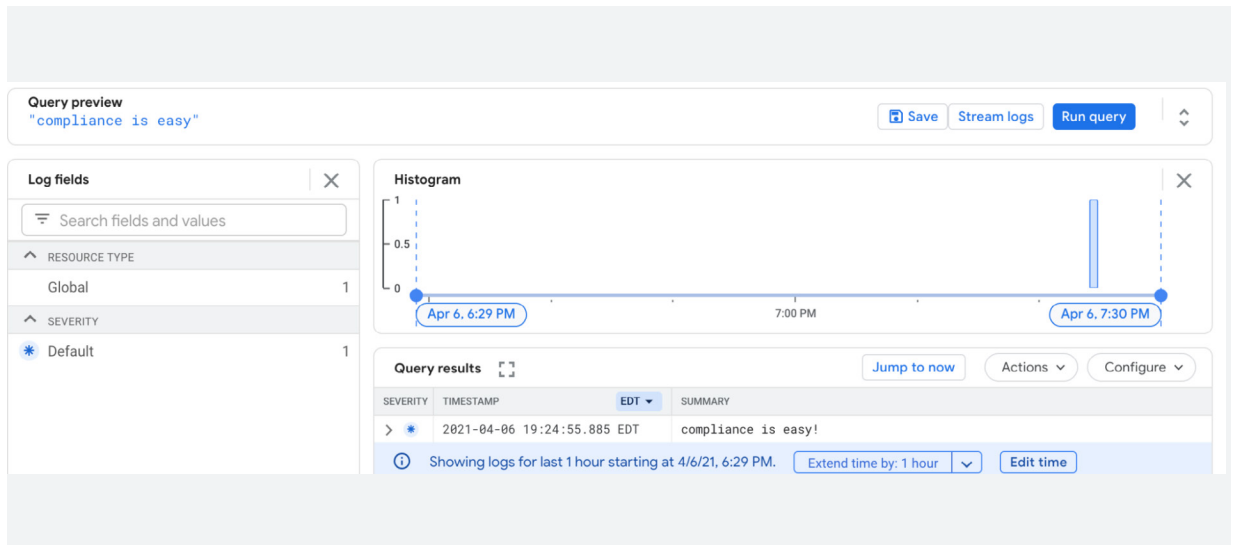 Query preview
"compliance is easy"
Save
Stream logs
Run query
Log fields
Search fields and values
RESOURCE TYPE
Global 1
SEVERITY
Default 1
Histogram
1
0.5
0
Apr 6, 6:29 PM
7:00 PM
Apr 6, 7:30 PM
Query results
Jump to now
Actions
Configure
SEVERITY TIMESTAMP EDT SUMMARY
2021-04-06 19:24:55.885 EDT compliance is easy!
Showing logs for last 1 hour starting at 4/6/21, 6:29 PM. Extend time by: 1 hour Edit time